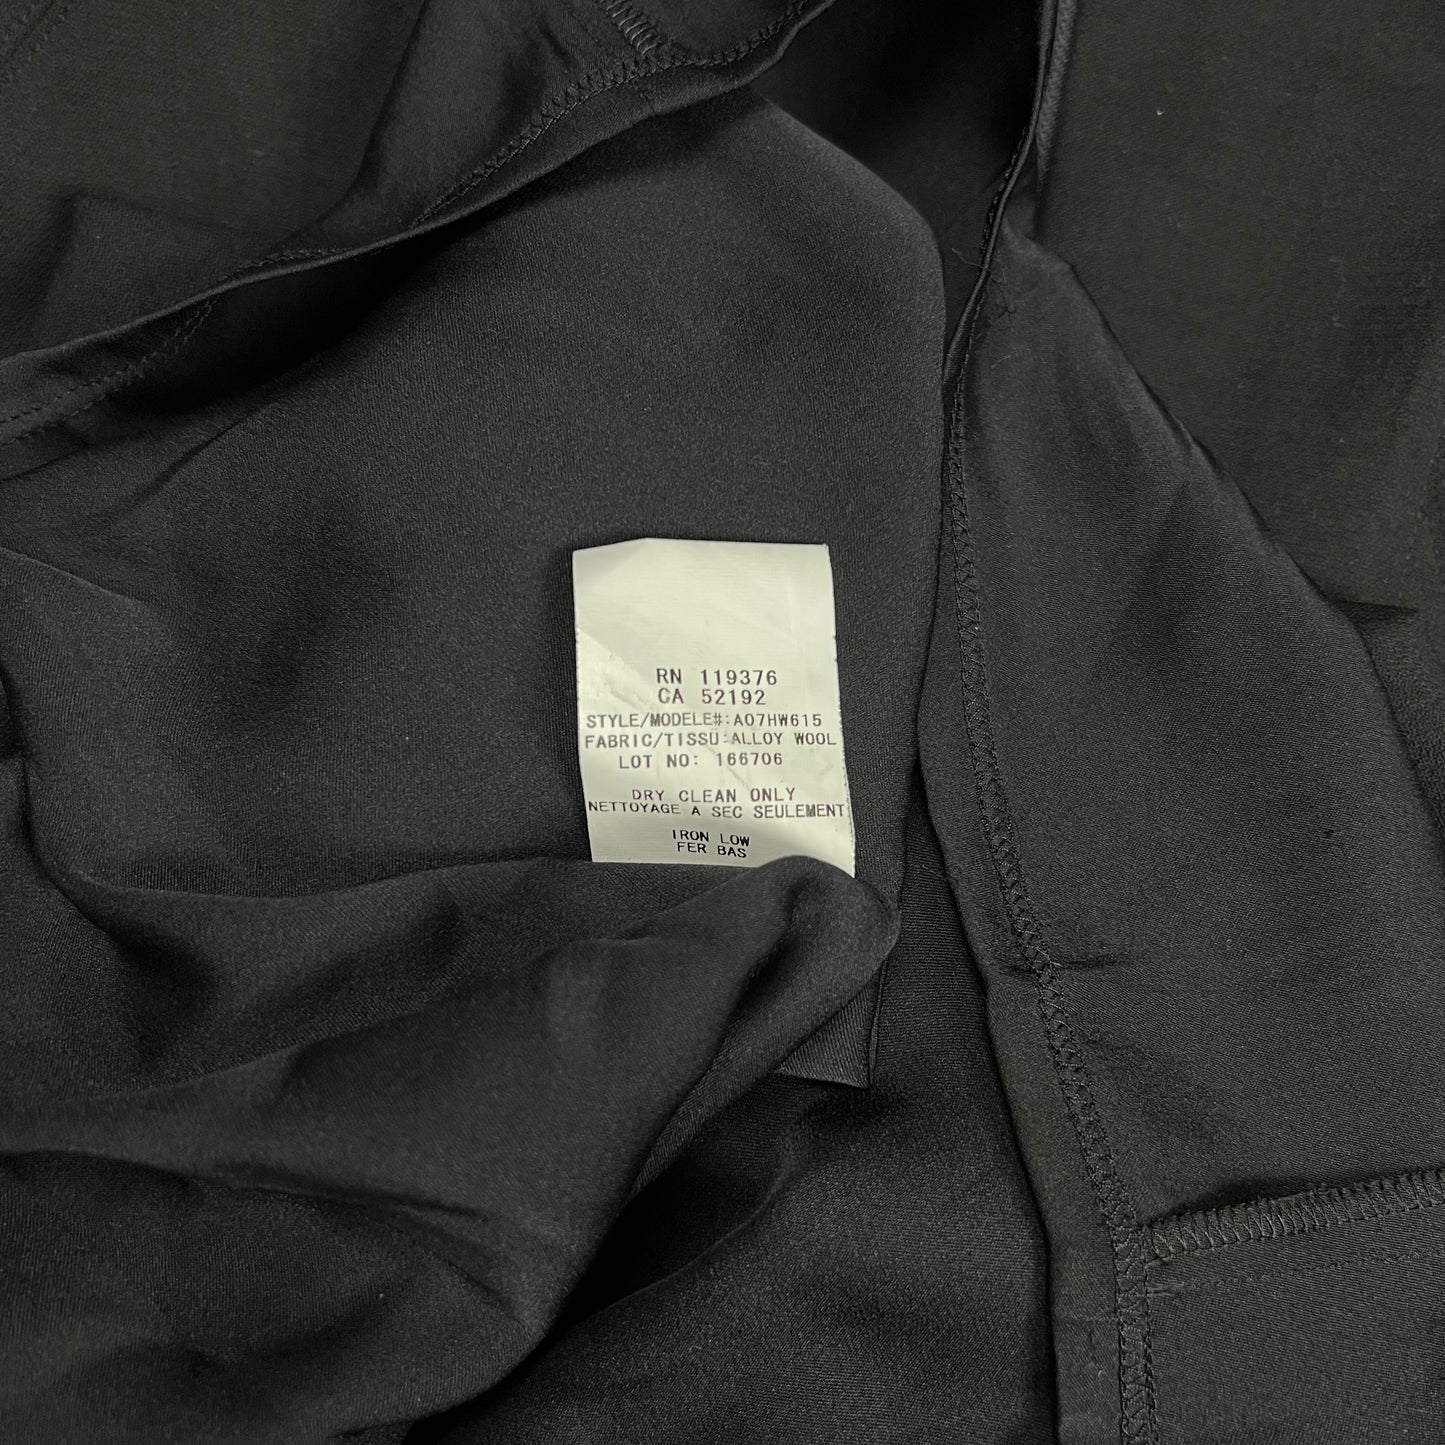 RN 119376
CA 52192
STYLE/MODELE#:A07HW615
FABRIC/TISSU:ALLOY WOOL
LOT NO: 166706
DRY CLEAN ONLY
NETTOYAGE A SEC SEULEMENT
IRON LOW
FER BAS